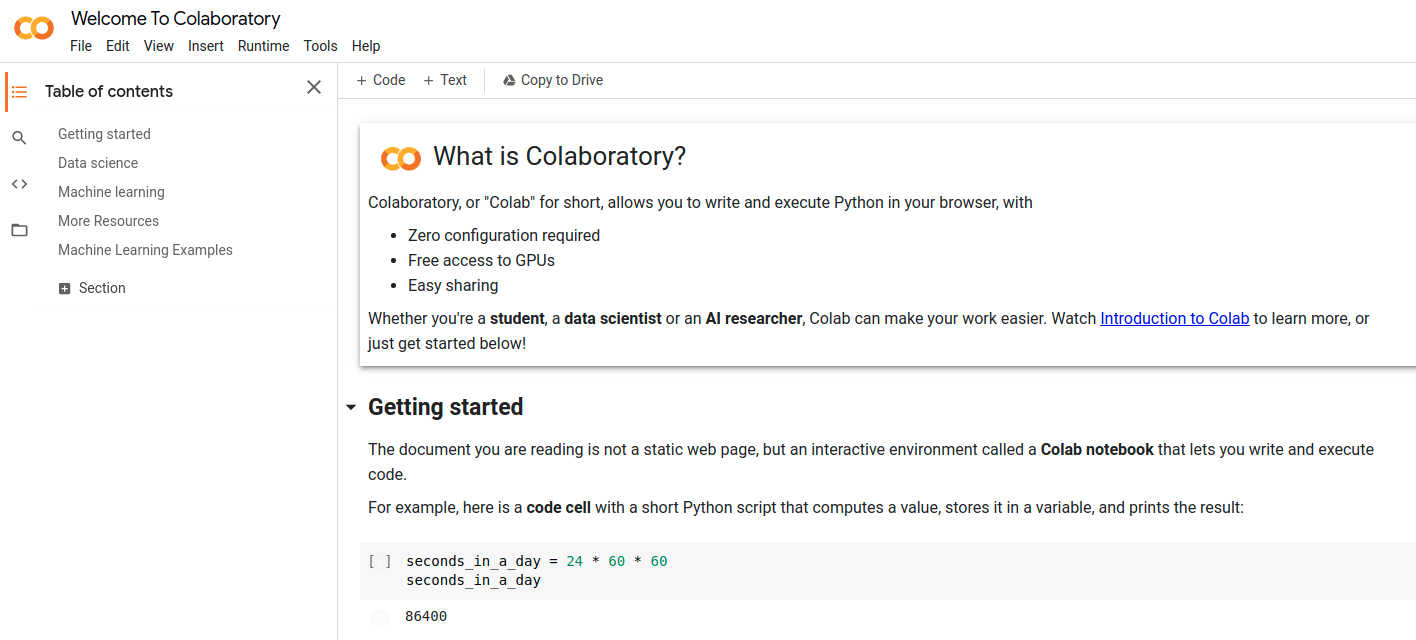 Welcome To Colaboratory
File Edit View Insert Runtime Tools Help
Table of contents
Getting started
Data science
Machine learning
More Resources
Machine Learning Examples
Section
+ Code + Text Copy to Drive
What is Colaboratory?
Colaboratory, or "Colab" for short, allows you to write and execute Python in your browser, with
• Zero configuration required
• Free access to GPUs
• Easy sharing
Whether you're a student, a data scientist or an AI researcher, Colab can make your work easier. Watch Introduction to Colab to learn more, or
just get started below!
Getting started
The document you are reading is not a static web page, but an interactive environment called a Colab notebook that lets you write and execute
code.
For example, here is a code cell with a short Python script that computes a value, stores it in a variable, and prints the result:
[ ] seconds_in_a_day = 24 * 60 * 60
seconds_in_a_day
86400